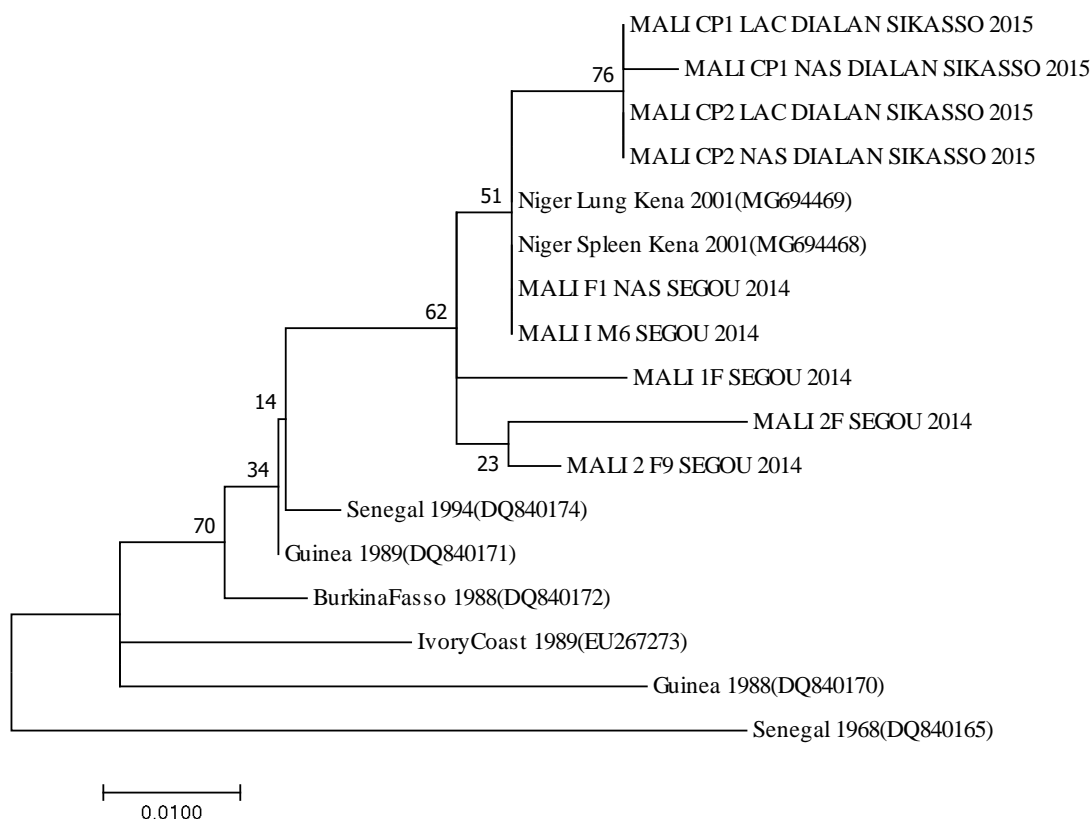 MALI CP1 LAC DIALAN SIKASSO 2015
76
MALI CP1 NAS DIALAN SIKASSO 2015
MALI CP2 LAC DIALAN SIKASSO 2015
MALI CP2 NAS DIALAN SIKASSO 2015
51
Niger Lung Kena 2001(MG694469)
Niger Spleen Kena 2001(MG694468)
MALI F1 NAS SEGOU 2014
62
MALI I M6 SEGOU 2014
MALI 1F SEGOU 2014
14
MALI 2F SEGOU 2014
23
MALI 2 F9 SEGOU 2014
34
Senegal 1994(DQ840174)
70
Guinea 1989(DQ840171)
BurkinaFasso 1988(DQ840172)
IvoryCoast 1989(EU267273)
Guinea 1988(DQ840170)
Senegal 1968(DQ840165)
0.0100